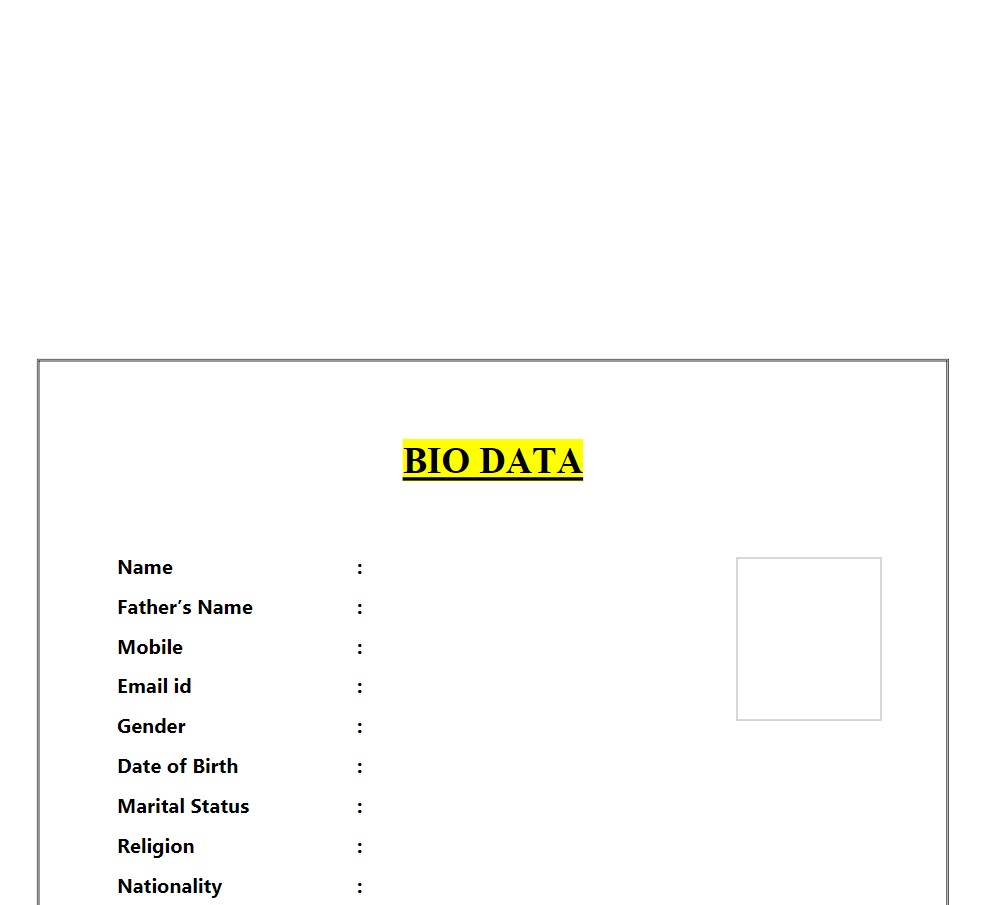 BIO DATA
Name :
Father’s Name :
Mobile :
Email id :
Gender :
Date of Birth :
Marital Status :
Religion :
Nationality :